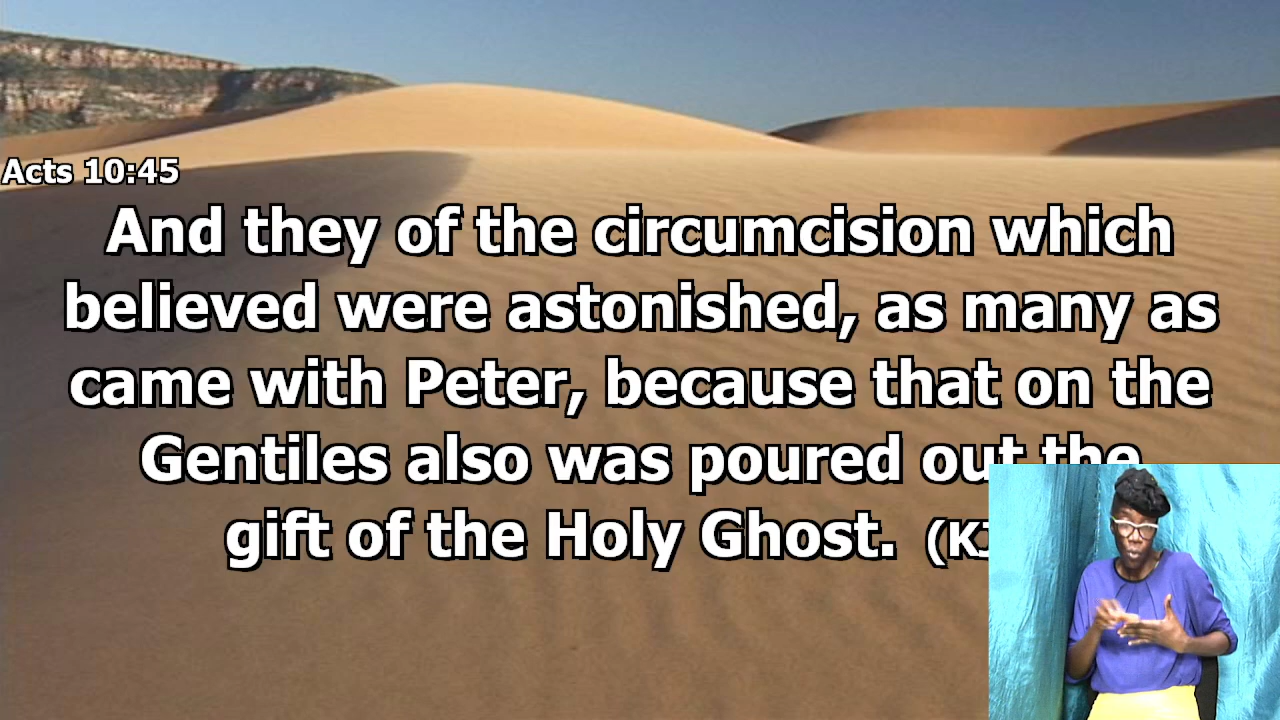 Acts 10:45
And they of the circumcision which
believed were astonished, as many as
came with Peter, because that on the
Gentiles also was poured out the
gift of the Holy Ghost.